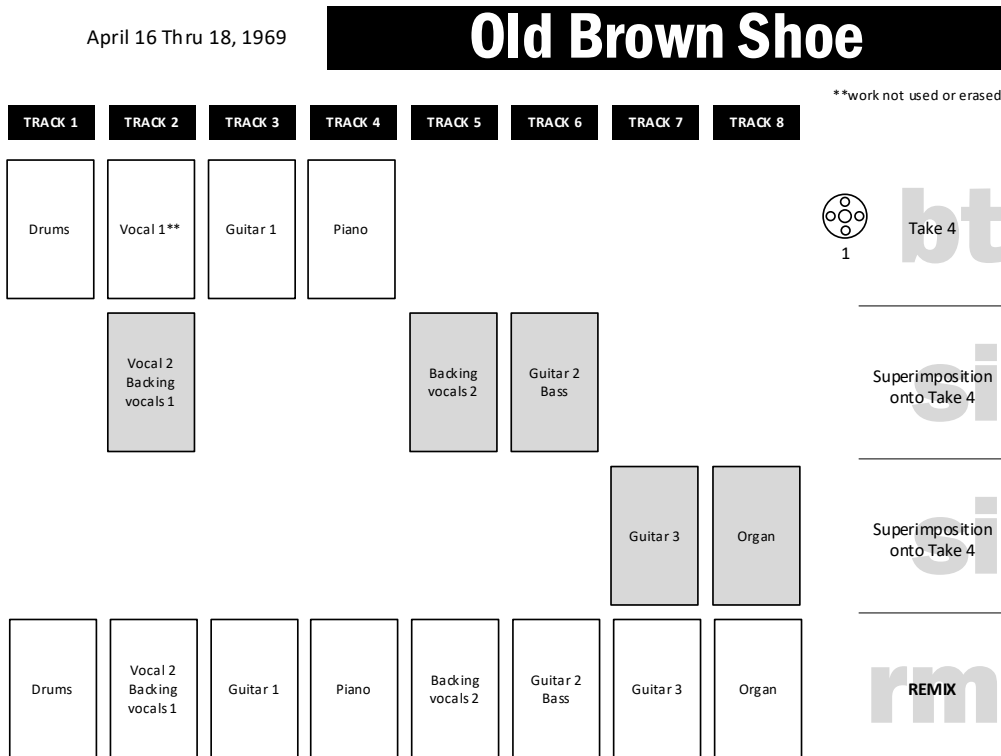 April 16 Thru 18, 1969
Old Brown Shoe
**work not used or erased
TRACK 1
TRACK 2
TRACK 3
TRACK 4
TRACK 5
TRACK 6
TRACK 7
TRACK 8
Drums
Vocal 1**
Guitar 1
Piano
1
bt
Take 4
Vocal 2
Backing
vocals 1
Backing
vocals 2
Guitar 2
Bass
si
Superimposition
onto Take 4
Guitar 3
Organ
si
Superimposition
onto Take 4
Drums
Vocal 2
Backing
vocals 1
Guitar 1
Piano
Backing
vocals 2
Guitar 2
Bass
Guitar 3
Organ
rm
REMIX